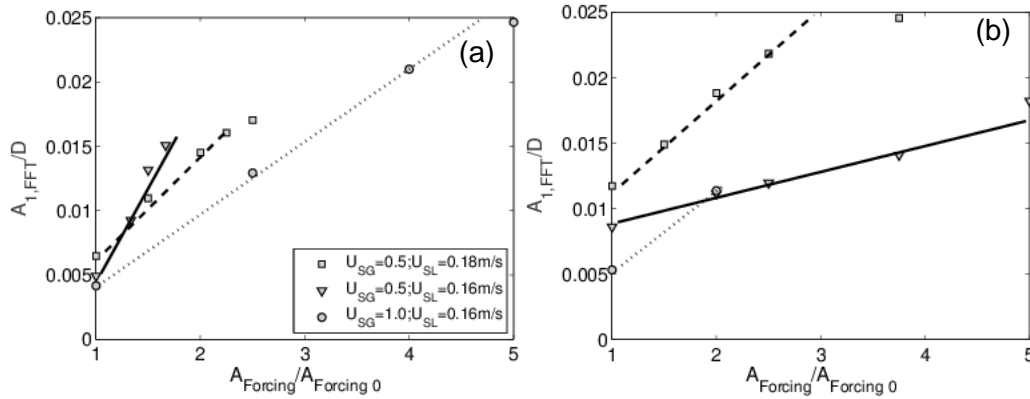 (a)
0.025
0.02
0.015
0.01
0.005
0
A1,FFT/D
1 2 3 4 5
AForcing/AForcing 0
USG=0.5;USL=0.18m/s
USG=0.5;USL=0.16m/s
USG=1.0;USL=0.16m/s
(b)
0.025
0.02
0.015
0.01
0.005
0
A1,FFT/D
1 2 3 4 5
AForcing/AForcing 0